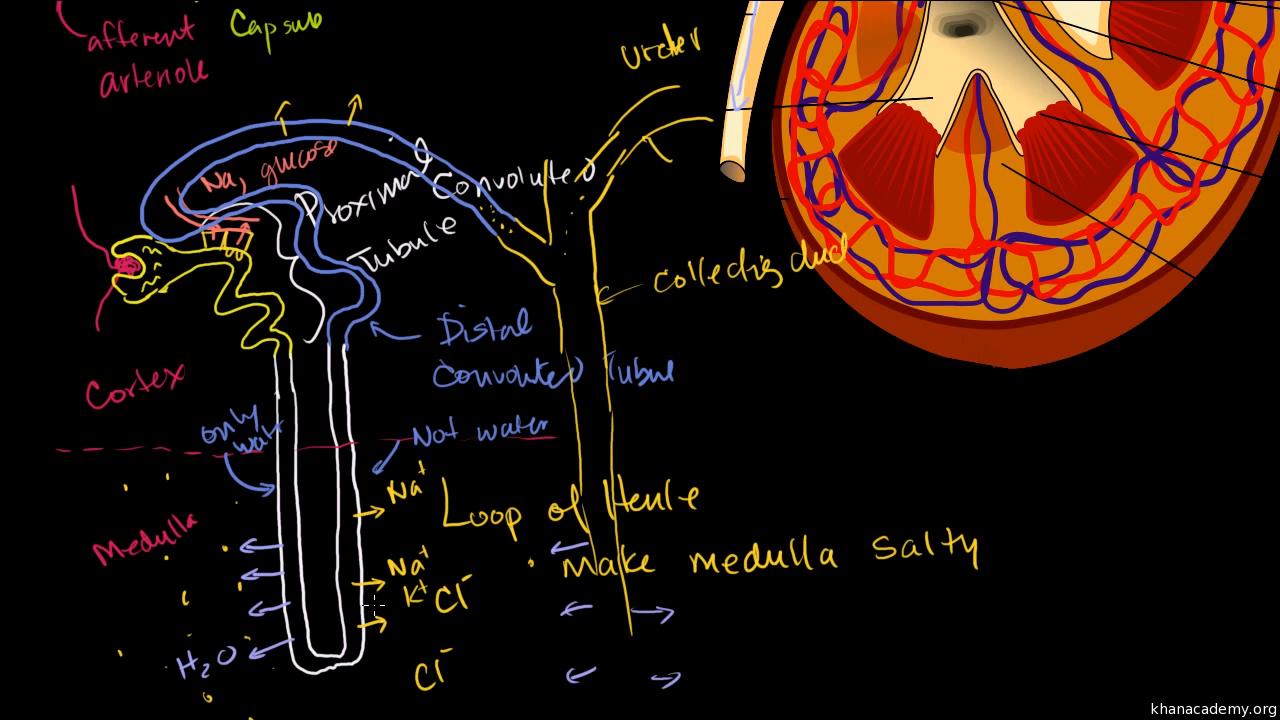 afferent
arteriole
Capsule
ureter
Na, glucose
Proximal
Convoluted
Tubule
collecting duct
Distal
Convoluted Tubule
Cortex
only
water
Not water
Na+
Loop of Henle
Medulla
Na+
K+ Cl-
Make medulla salty
H2O
Cl-
khanacademy.org